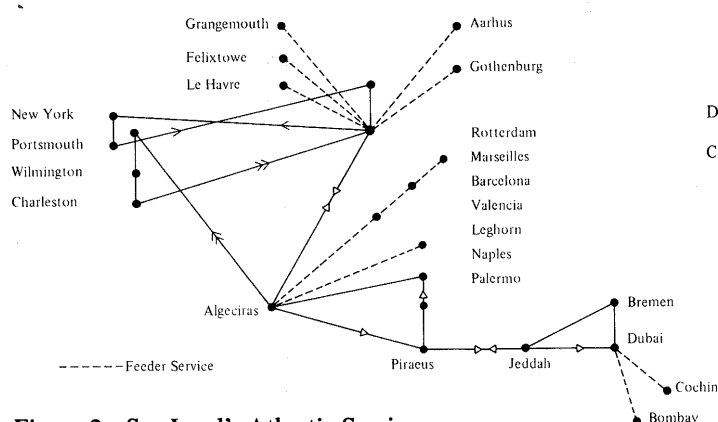 Grangemouth
Aarhus
Felixtowe
Gothenburg
Le Havre
New York
D
Rotterdam
Portsmouth
Marseilles
C
Wilmington
Barcelona
Charleston
Valencia
Leghorn
Naples
Palermo
Algeciras
Bremen
Dubai
Feeder Service
Piraeus
Jeddah
Cochin
Bombay